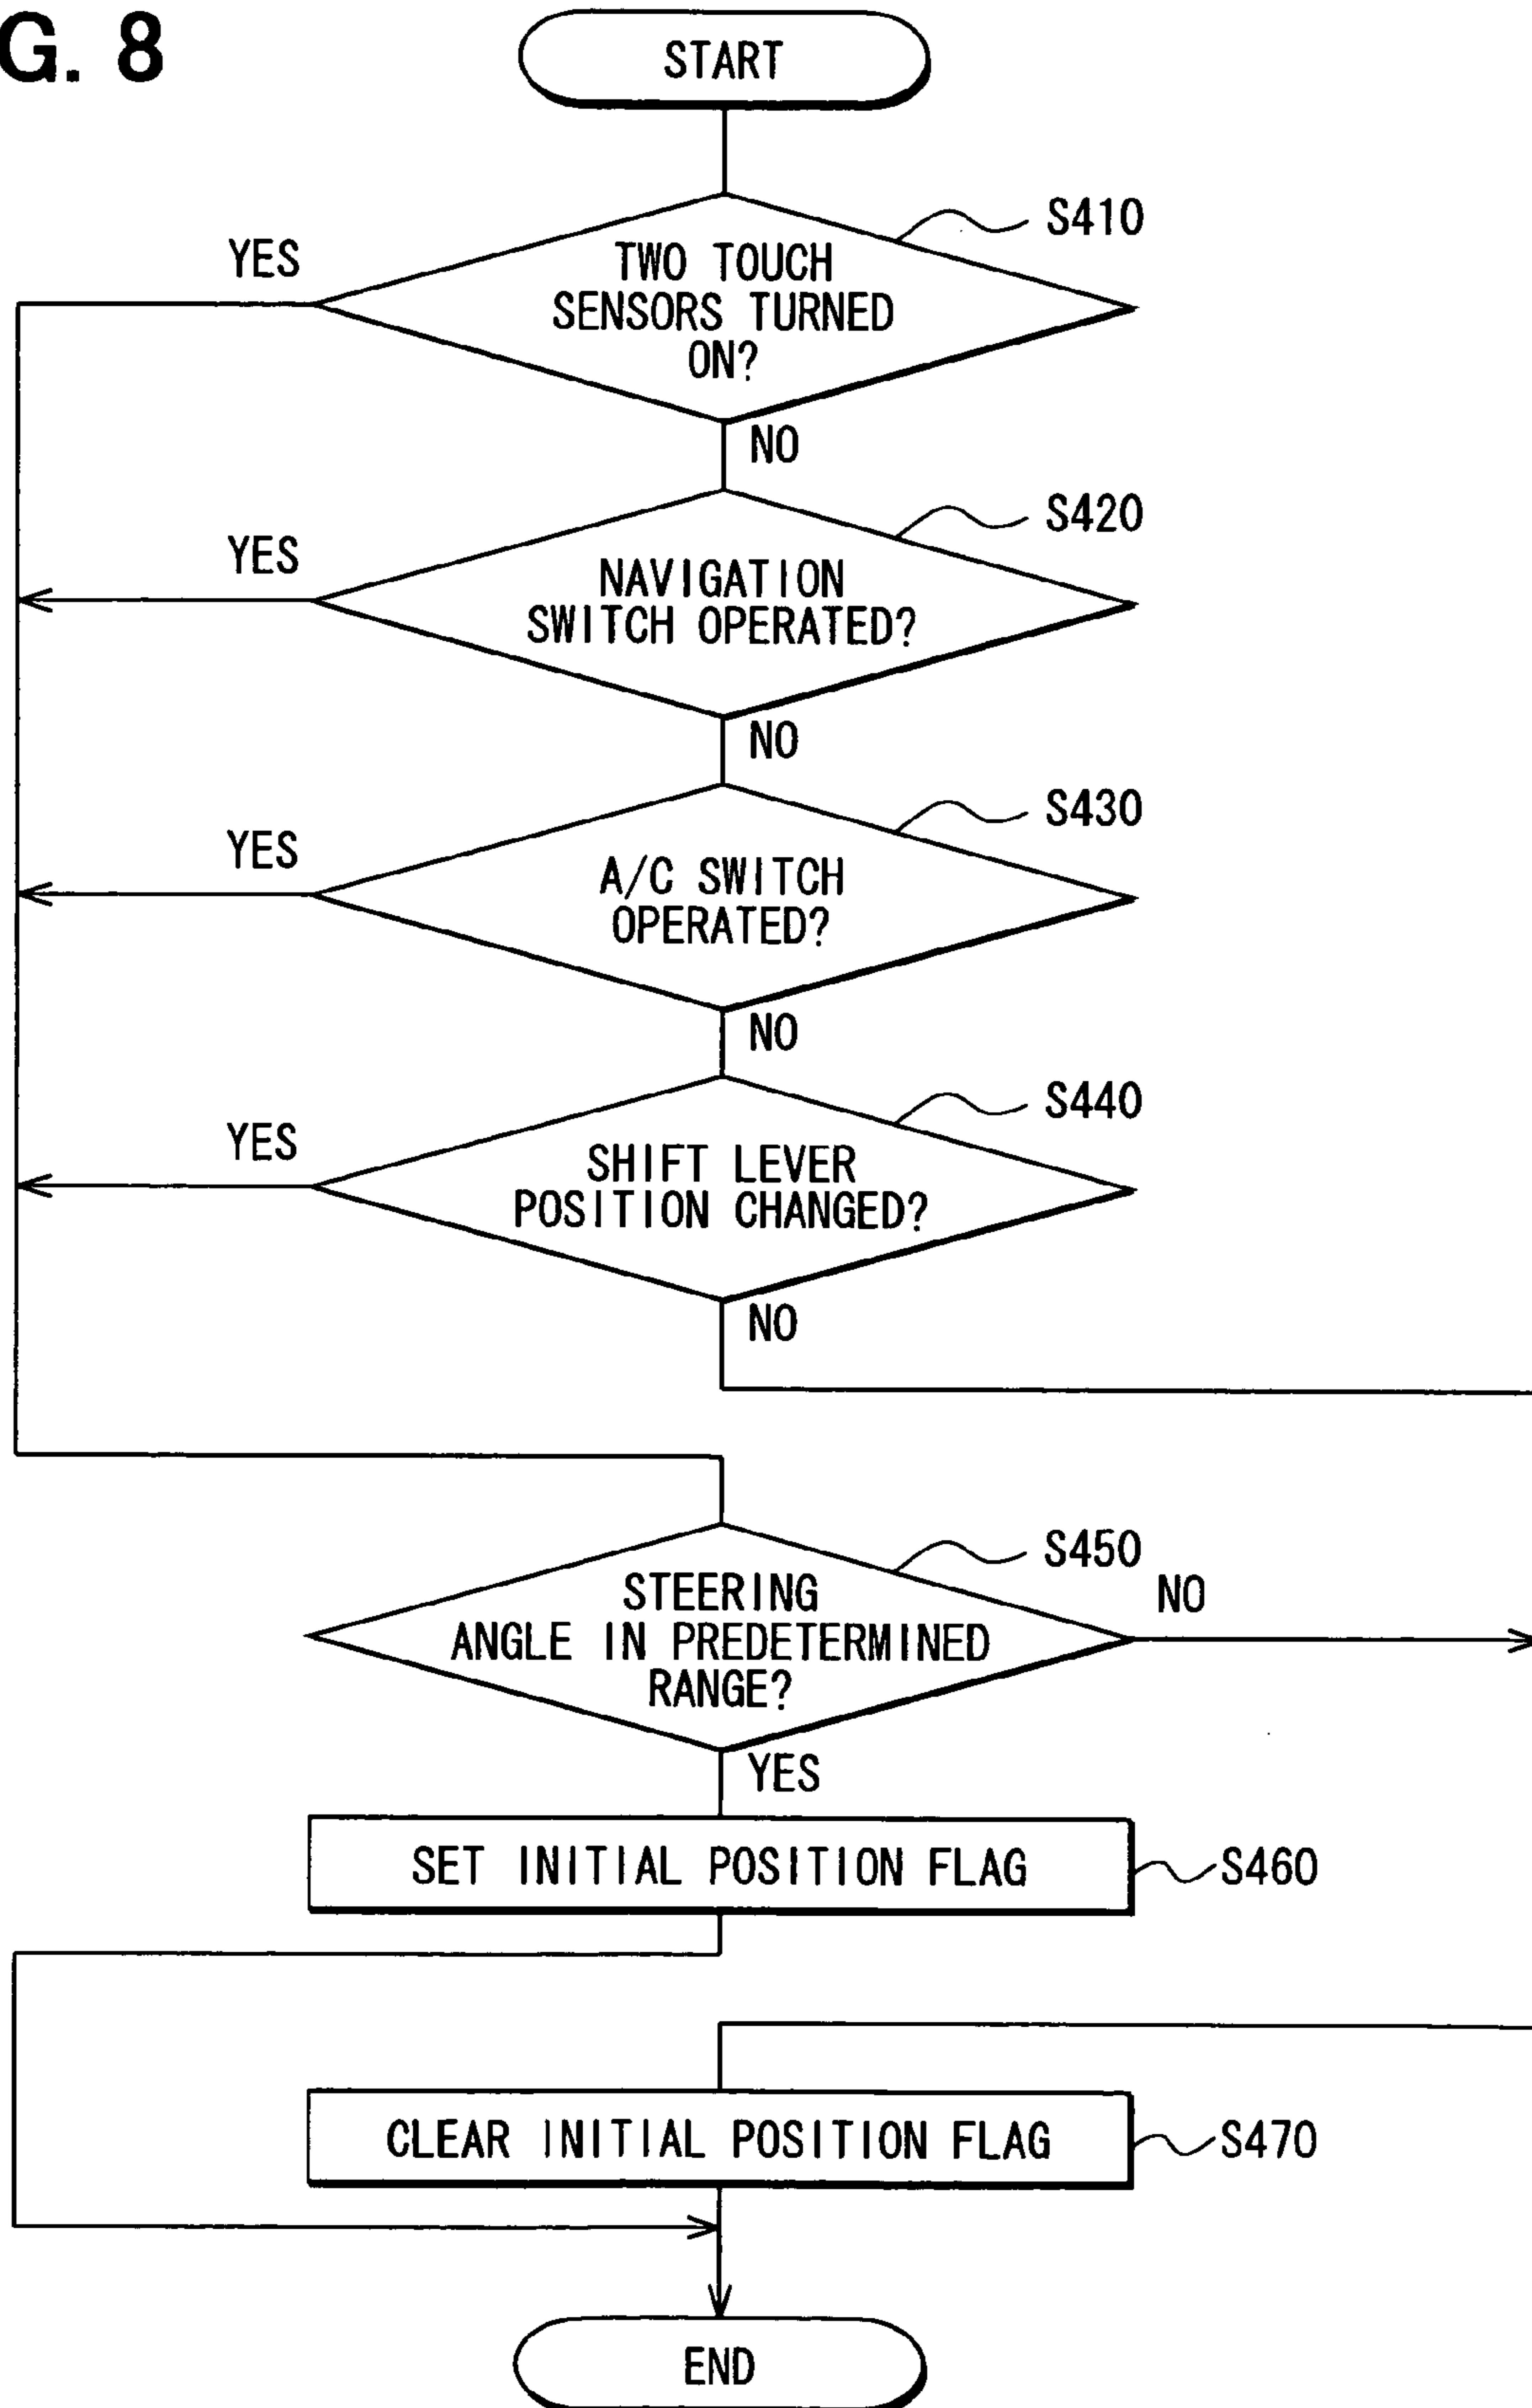 G. 8
START
S410
YES
TWO TOUCH
SENSORS TURNED
ON?
NO
S420
YES
NAVIGATION
SWITCH OPERATED?
NO
S430
YES
A/C SWITCH
OPERATED?
NO
S440
YES
SHIFT LEVER
POSITION CHANGED?
NO
S450
NO
STEERING
ANGLE IN PREDETERMINED
RANGE?
YES
SET INITIAL POSITION FLAG
S460
CLEAR INITIAL POSITION FLAG
S470
END